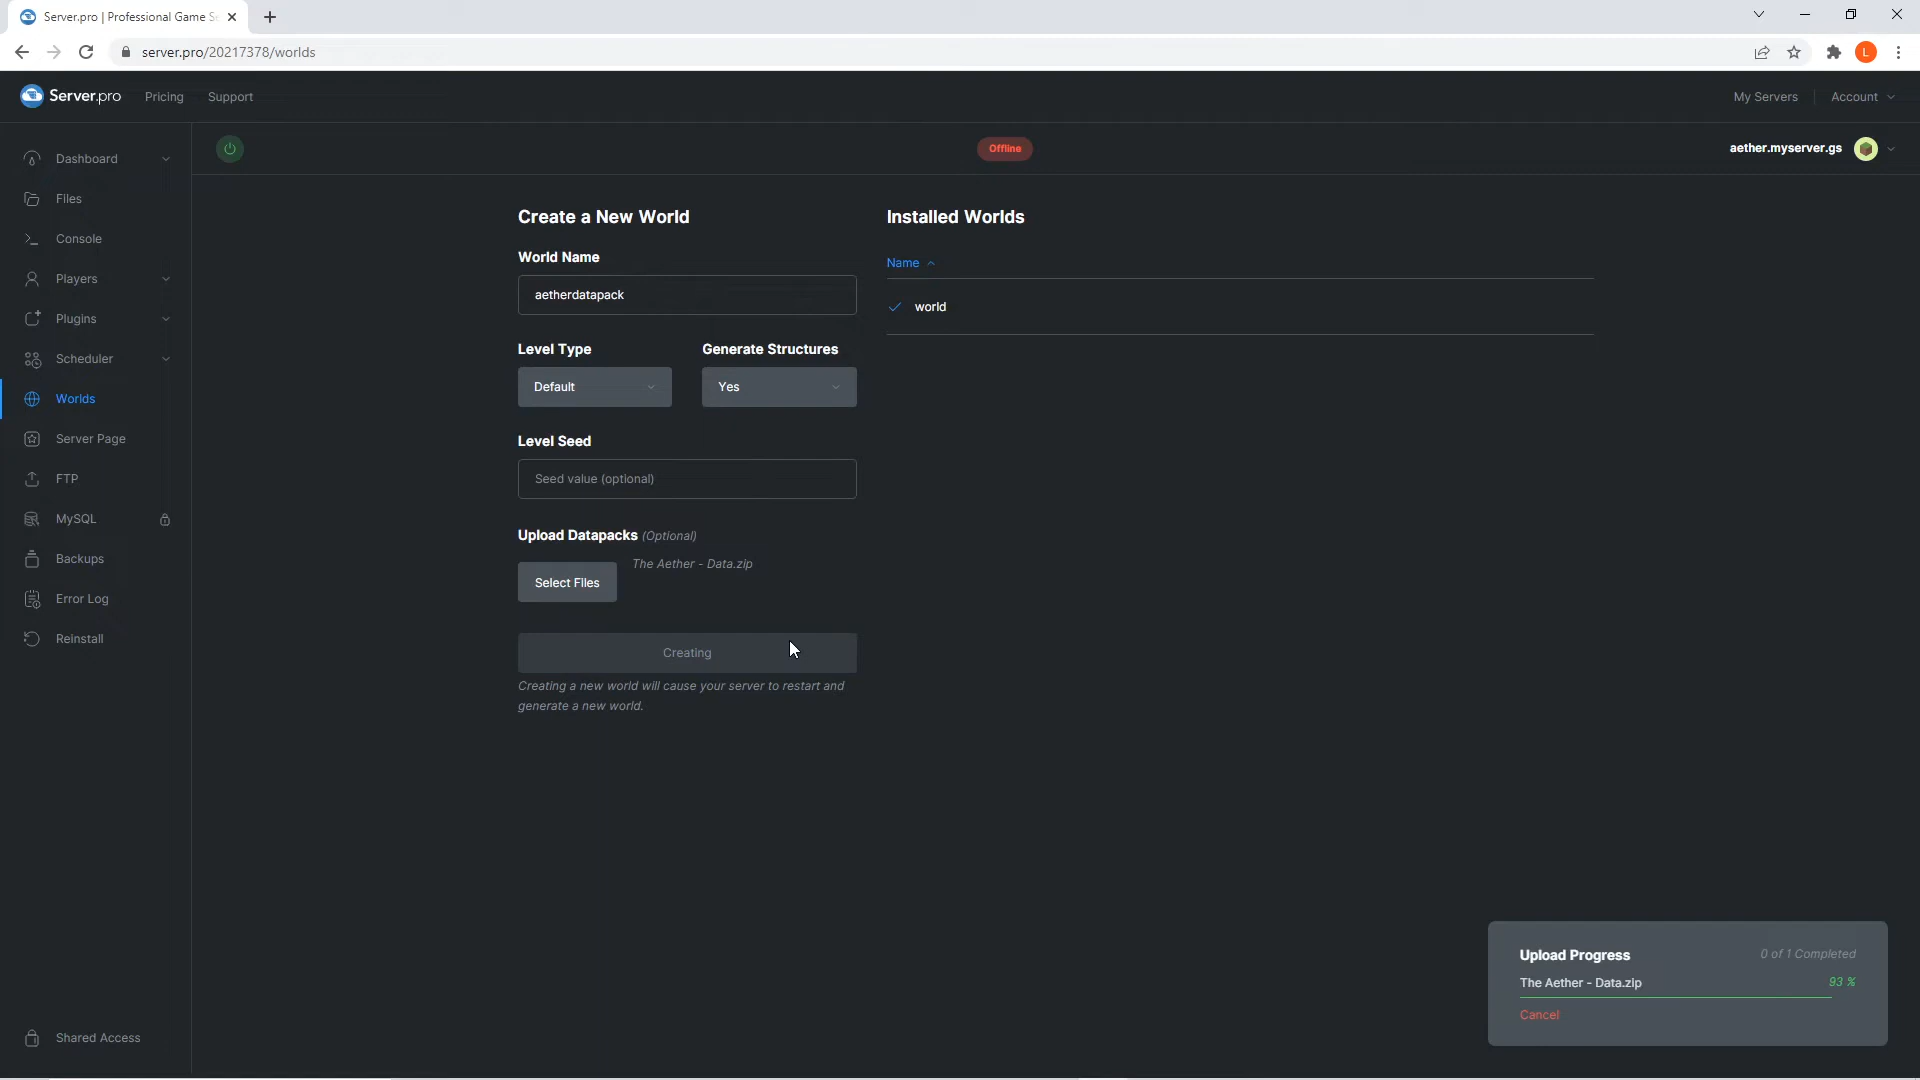 Server.pro | Professional Game S
server.pro/20217378/worlds
L
Server.pro
Pricing
Support
My Servers
Account
Offline
aether.myserver.gs
Dashboard
Files
Console
Players
Plugins
Scheduler
Worlds
Server Page
FTP
MySQL
Backups
Error Log
Reinstall
Shared Access
Create a New World
World Name
aetherdatapack
Level Type
Generate Structures
Default
Yes
Level Seed
Seed value (optional)
Upload Datapacks (Optional)
Select Files
The Aether - Data.zip
Creating
Creating a new world will cause your server to restart and
generate a new world.
Installed Worlds
Name
world
Upload Progress
0 of 1 Completed
The Aether - Data.zip
93 %
Cancel